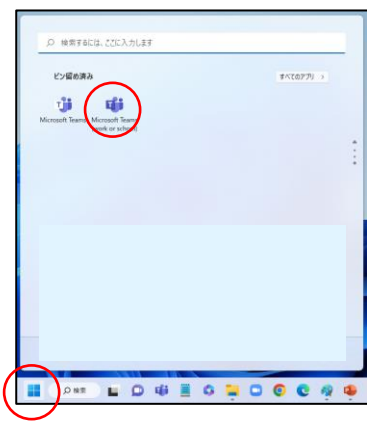 検索するには、ここに入力します
ピン留め済み
すべてのアプリ >
Microsoft Teams
Microsoft Teams
(work or school)
検索